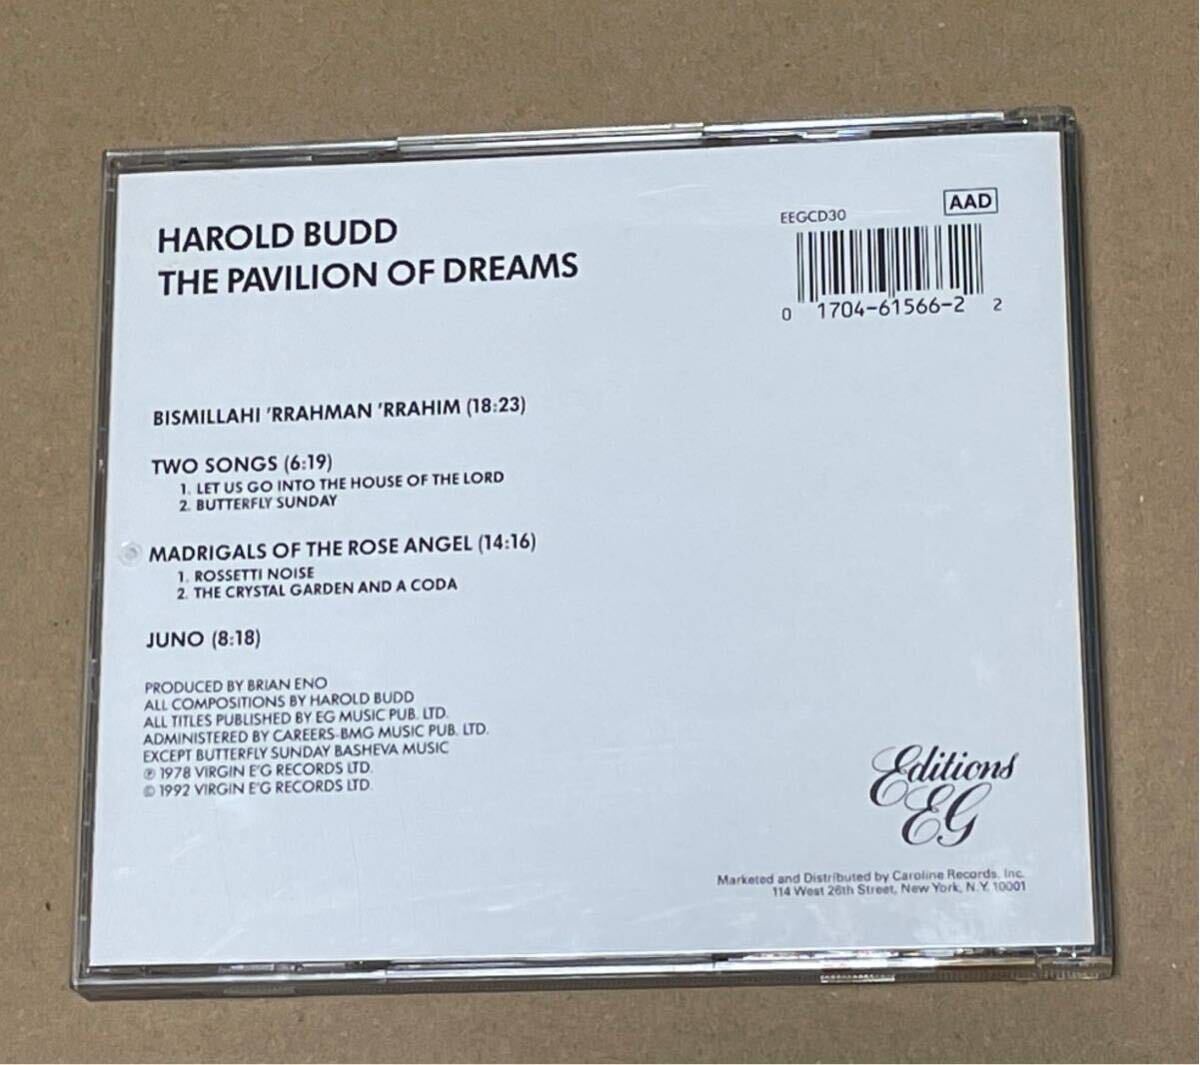 HAROLD BUDD
THE PAVILION OF DREAMS
EEGCD30
AAD
0 1704-61566-2 2
BISMILLAHI 'RRAHMAN 'RRAHIM (18:23)
TWO SONGS (6:19)
1. LET US GO INTO THE HOUSE OF THE LORD
2. BUTTERFLY SUNDAY
MADRIGALS OF THE ROSE ANGEL (14:16)
1. ROSSETTI NOISE
2. THE CRYSTAL GARDEN AND A CODA
JUNO (8:18)
PRODUCED BY BRIAN ENO
ALL COMPOSITIONS BY HAROLD BUDD
ALL TITLES PUBLISHED BY EG MUSIC PUB. LTD.
ADMINISTERED BY CAREERS-BMG MUSIC PUB. LTD.
EXCEPT BUTTERFLY SUNDAY BASHEVA MUSIC
℗ 1978 VIRGIN E'G RECORDS LTD.
© 1992 VIRGIN E'G RECORDS LTD.
Editions
EG
Marketed and Distributed by Caroline Records, Inc.
114 West 26th Street, New York, N.Y. 10001